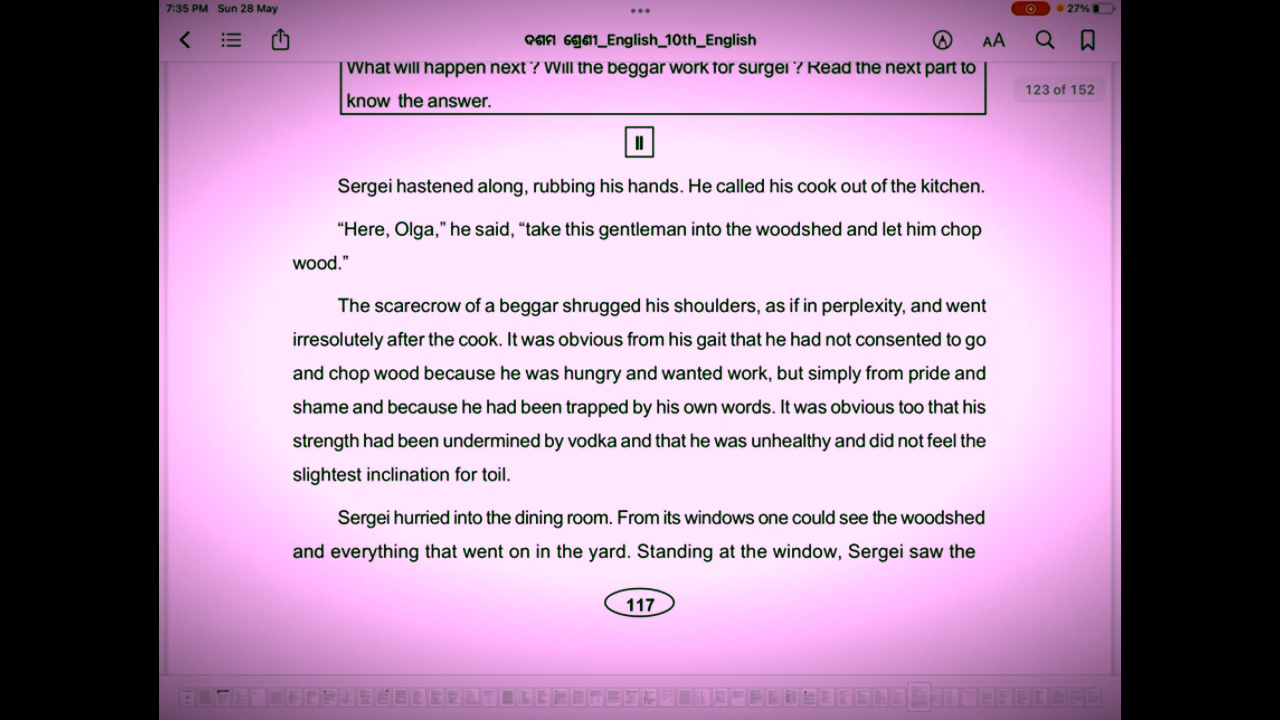 7:35 PM Sun 28 May
27%
ଦଶମ ଶ୍ରେଣୀ_English_10th_English
AA
What will happen next ? Will the beggar work for surgei ? Read the next part to
123 of 152
know the answer.
II
Sergei hastened along, rubbing his hands. He called his cook out of the kitchen.
“Here, Olga,” he said, “take this gentleman into the woodshed and let him chop
wood.”
The scarecrow of a beggar shrugged his shoulders, as if in perplexity, and went
irresolutely after the cook. It was obvious from his gait that he had not consented to go
and chop wood because he was hungry and wanted work, but simply from pride and
shame and because he had been trapped by his own words. It was obvious too that his
strength had been undermined by vodka and that he was unhealthy and did not feel the
slightest inclination for toil.
Sergei hurried into the dining room. From its windows one could see the woodshed
and everything that went on in the yard. Standing at the window, Sergei saw the
117